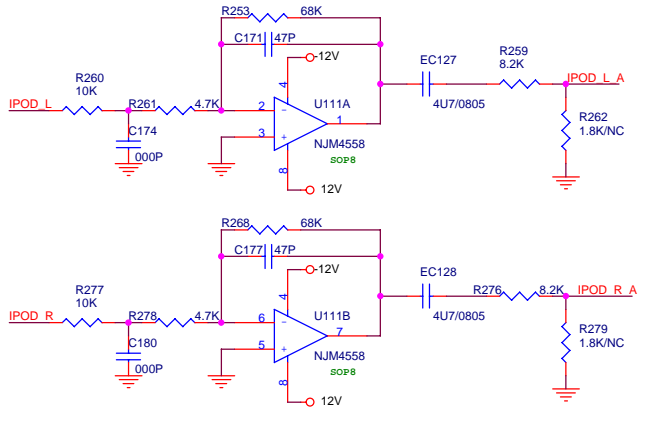 R253 68K
C171 47P
-12V
EC127
R259
8.2K
R260
10K
IPOD_L
R261 4.7K
4
2
U111A
1
4U7/0805
IPOD_L_A
R262
1.8K/NC
C174
000P
3
NJM4558
SOP8
8
12V
R268 68K
C177 47P
-12V
EC128
R277
10K
IPOD_R
R278 4.7K
4
6
U111B
7
4U7/0805
R276 8.2K
IPOD_R_A
R279
1.8K/NC
C180
000P
5
NJM4558
SOP8
8
12V